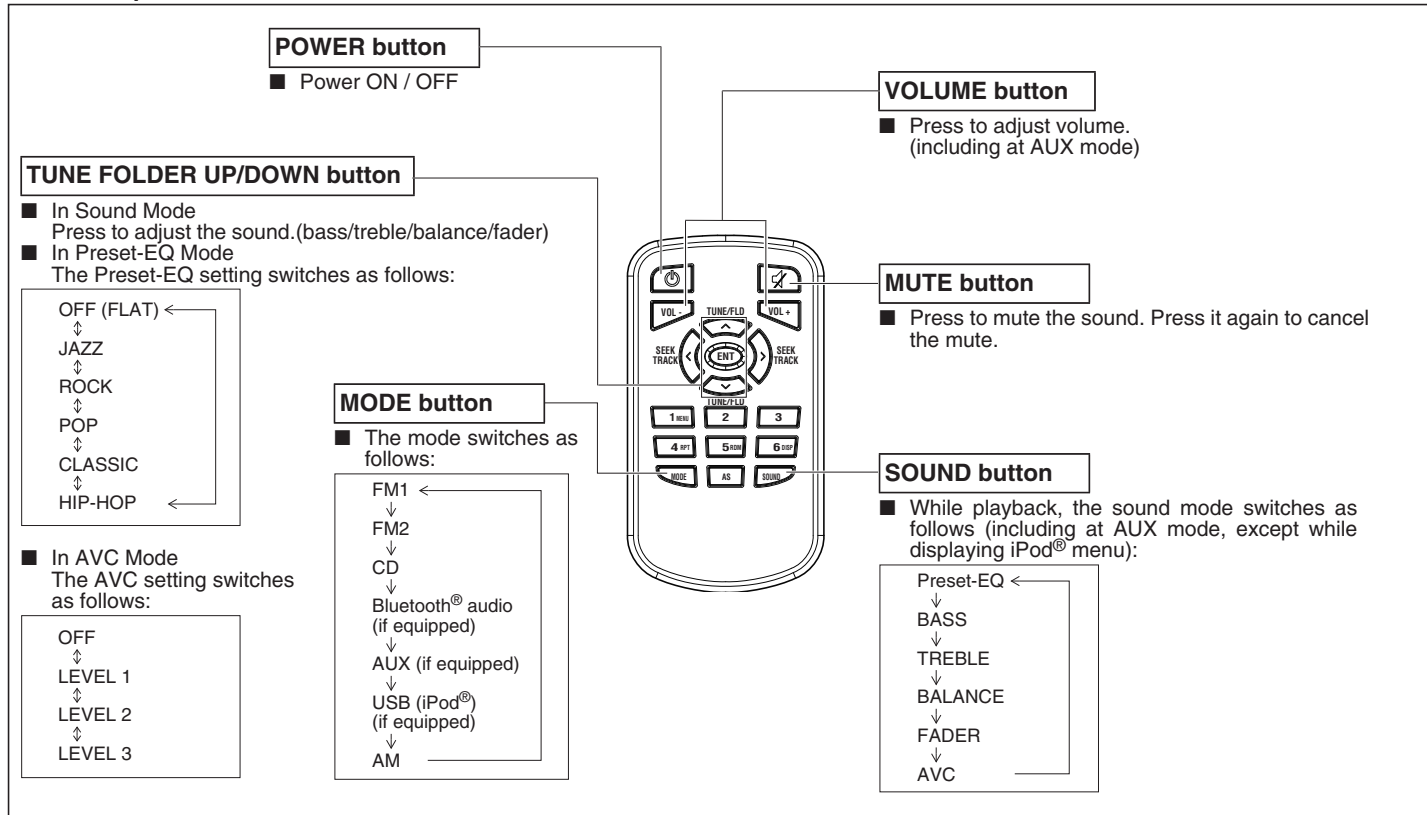 POWER button
■ Power ON / OFF
TUNE FOLDER UP/DOWN button
■ In Sound Mode
Press to adjust the sound.(bass/treble/balance/fader)
■ In Preset-EQ Mode
The Preset-EQ setting switches as follows:
OFF (FLAT)
JAZZ
ROCK
POP
CLASSIC
HIP-HOP
■ In AVC Mode
The AVC setting switches
as follows:
OFF
LEVEL 1
LEVEL 2
LEVEL 3
MODE button
■ The mode switches as
follows:
FM1
FM2
CD
Bluetooth® audio
(if equipped)
AUX (if equipped)
USB (iPod®)
(if equipped)
AM
VOL -
TUNE/FLD
VOL +
SEEK
TRACK
ENT
SEEK
TRACK
TUNE/FLD
1 MENU
2
3
4 RPT
5 RDM
6 DISP
MODE
AS
SOUND
VOLUME button
■ Press to adjust volume.
(including at AUX mode)
MUTE button
■ Press to mute the sound. Press it again to cancel
the mute.
SOUND button
■ While playback, the sound mode switches as
follows (including at AUX mode, except while
displaying iPod® menu):
Preset-EQ
BASS
TREBLE
BALANCE
FADER
AVC